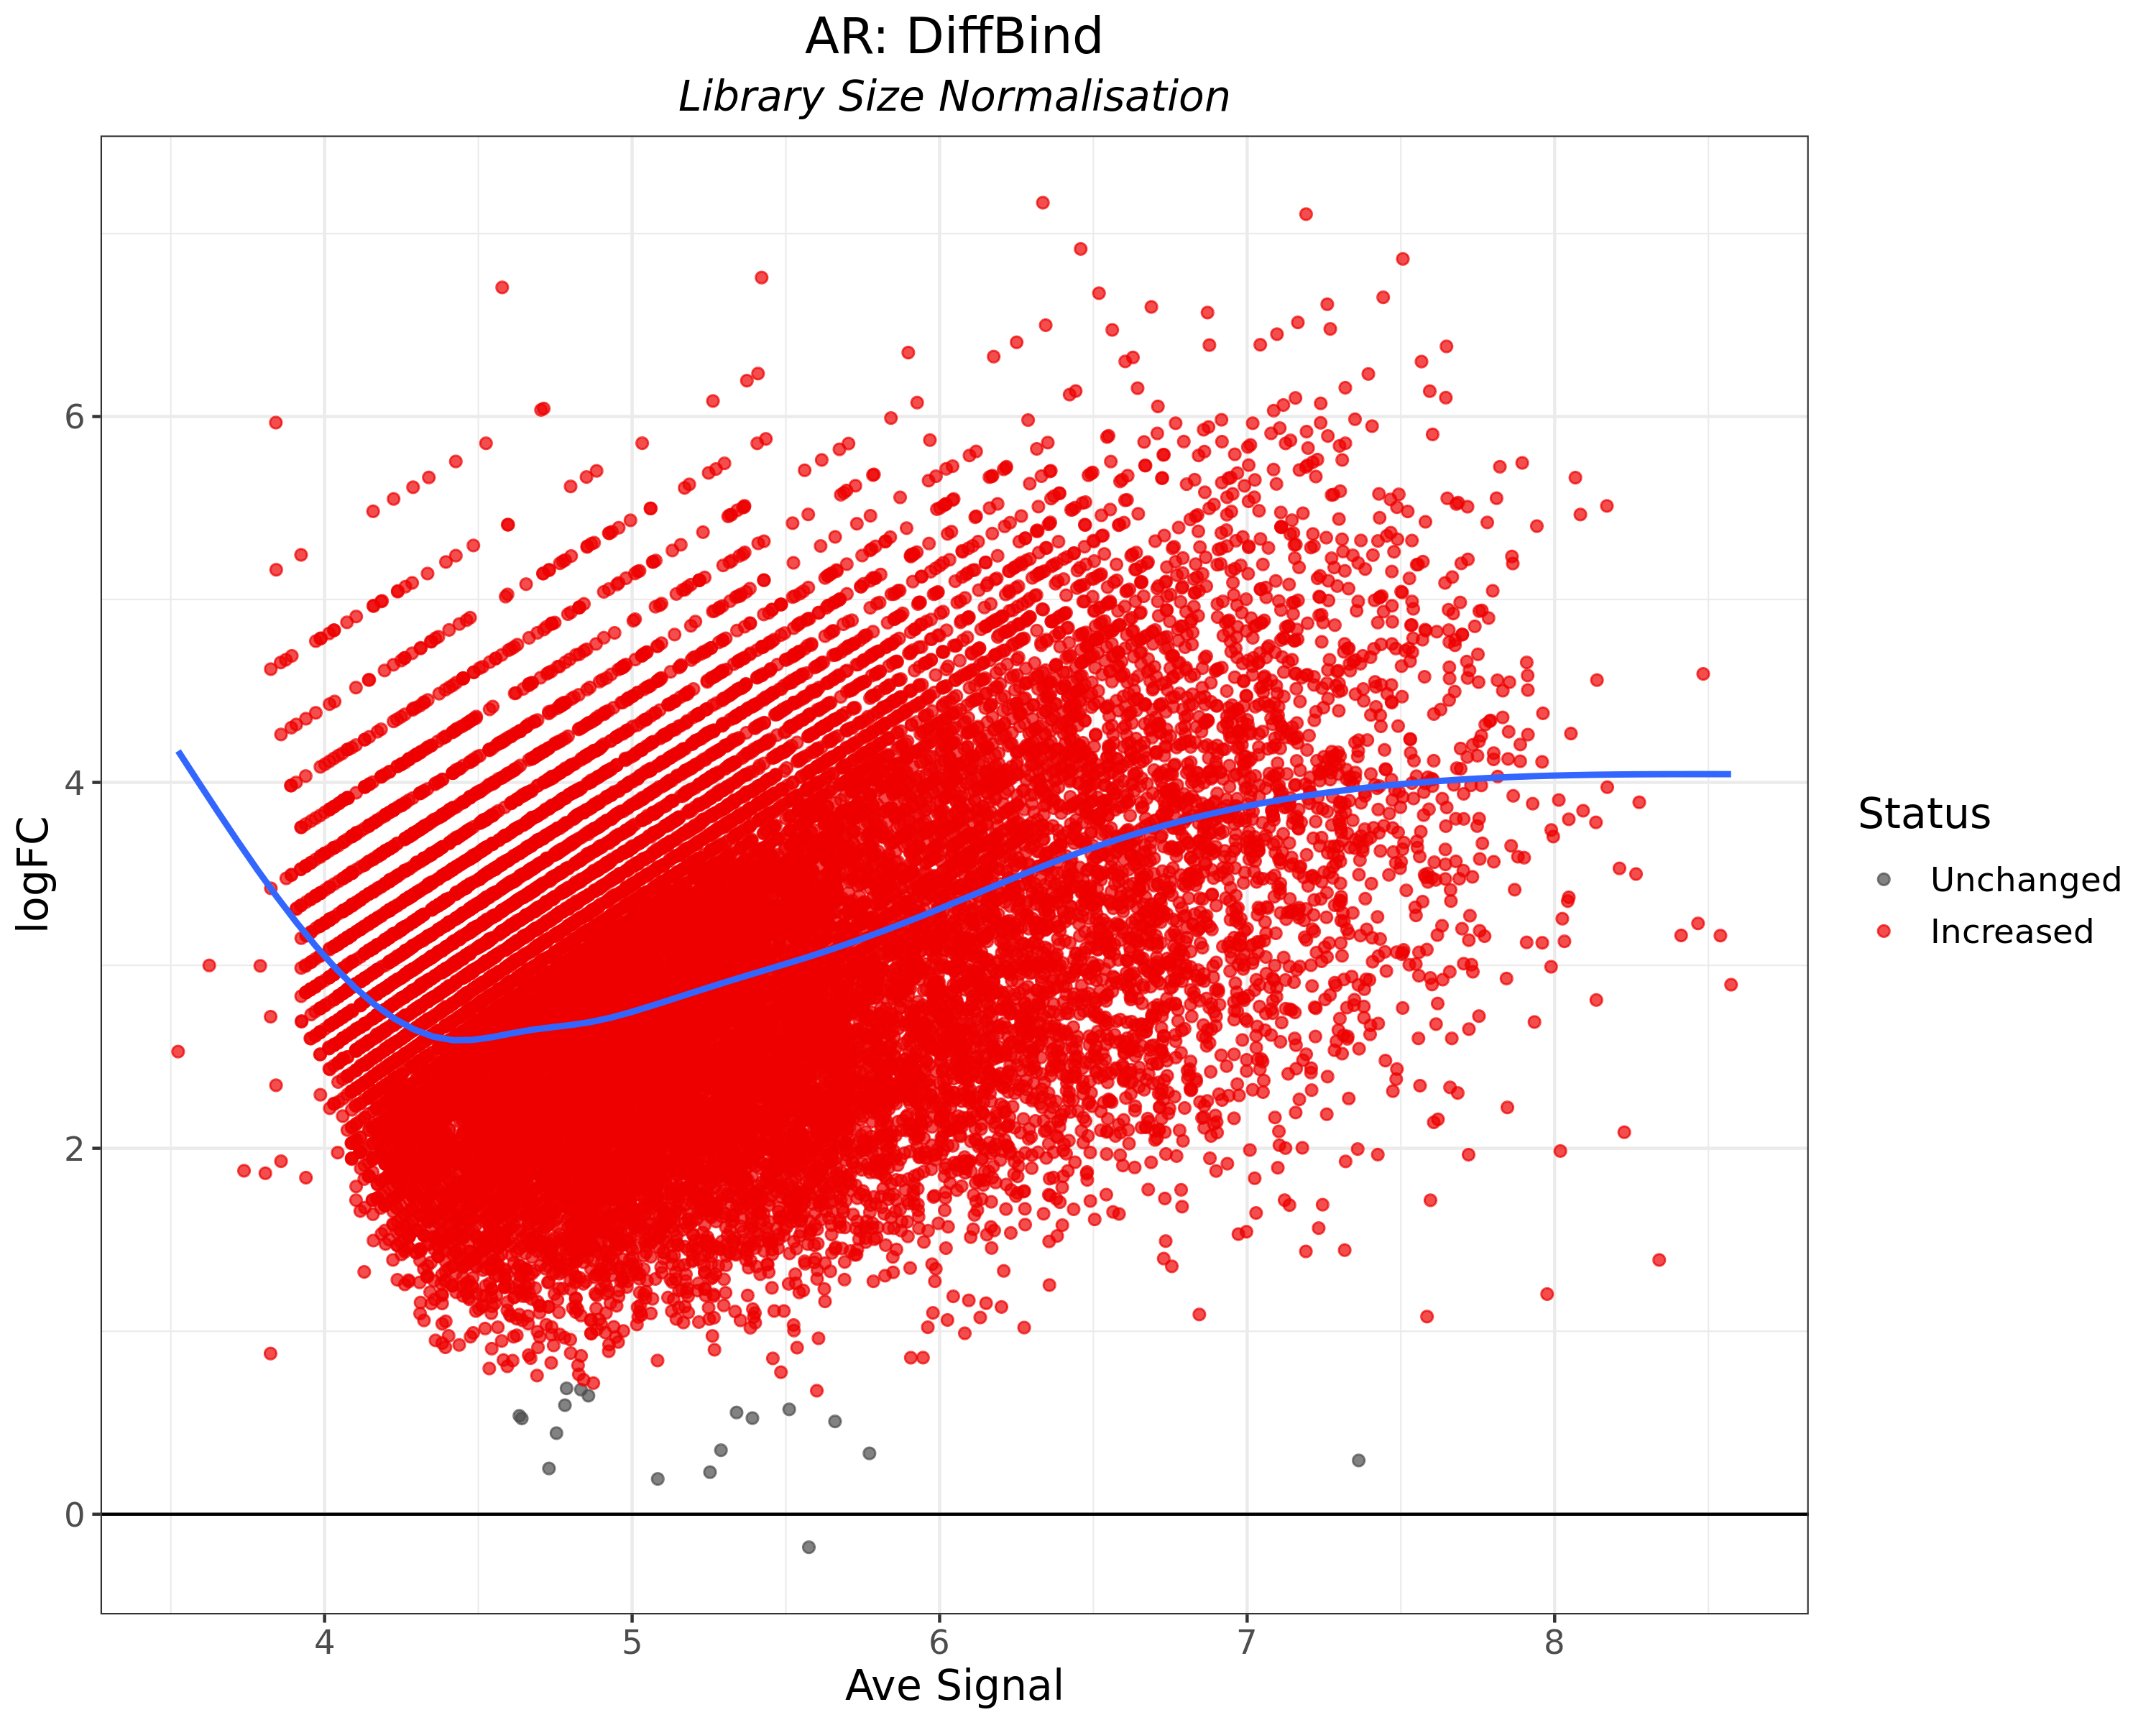 AR: DiffBind
Library Size Normalisation
logFC
6
4
2
0
4 5 6 7 8
Ave Signal
Status
Unchanged
Increased